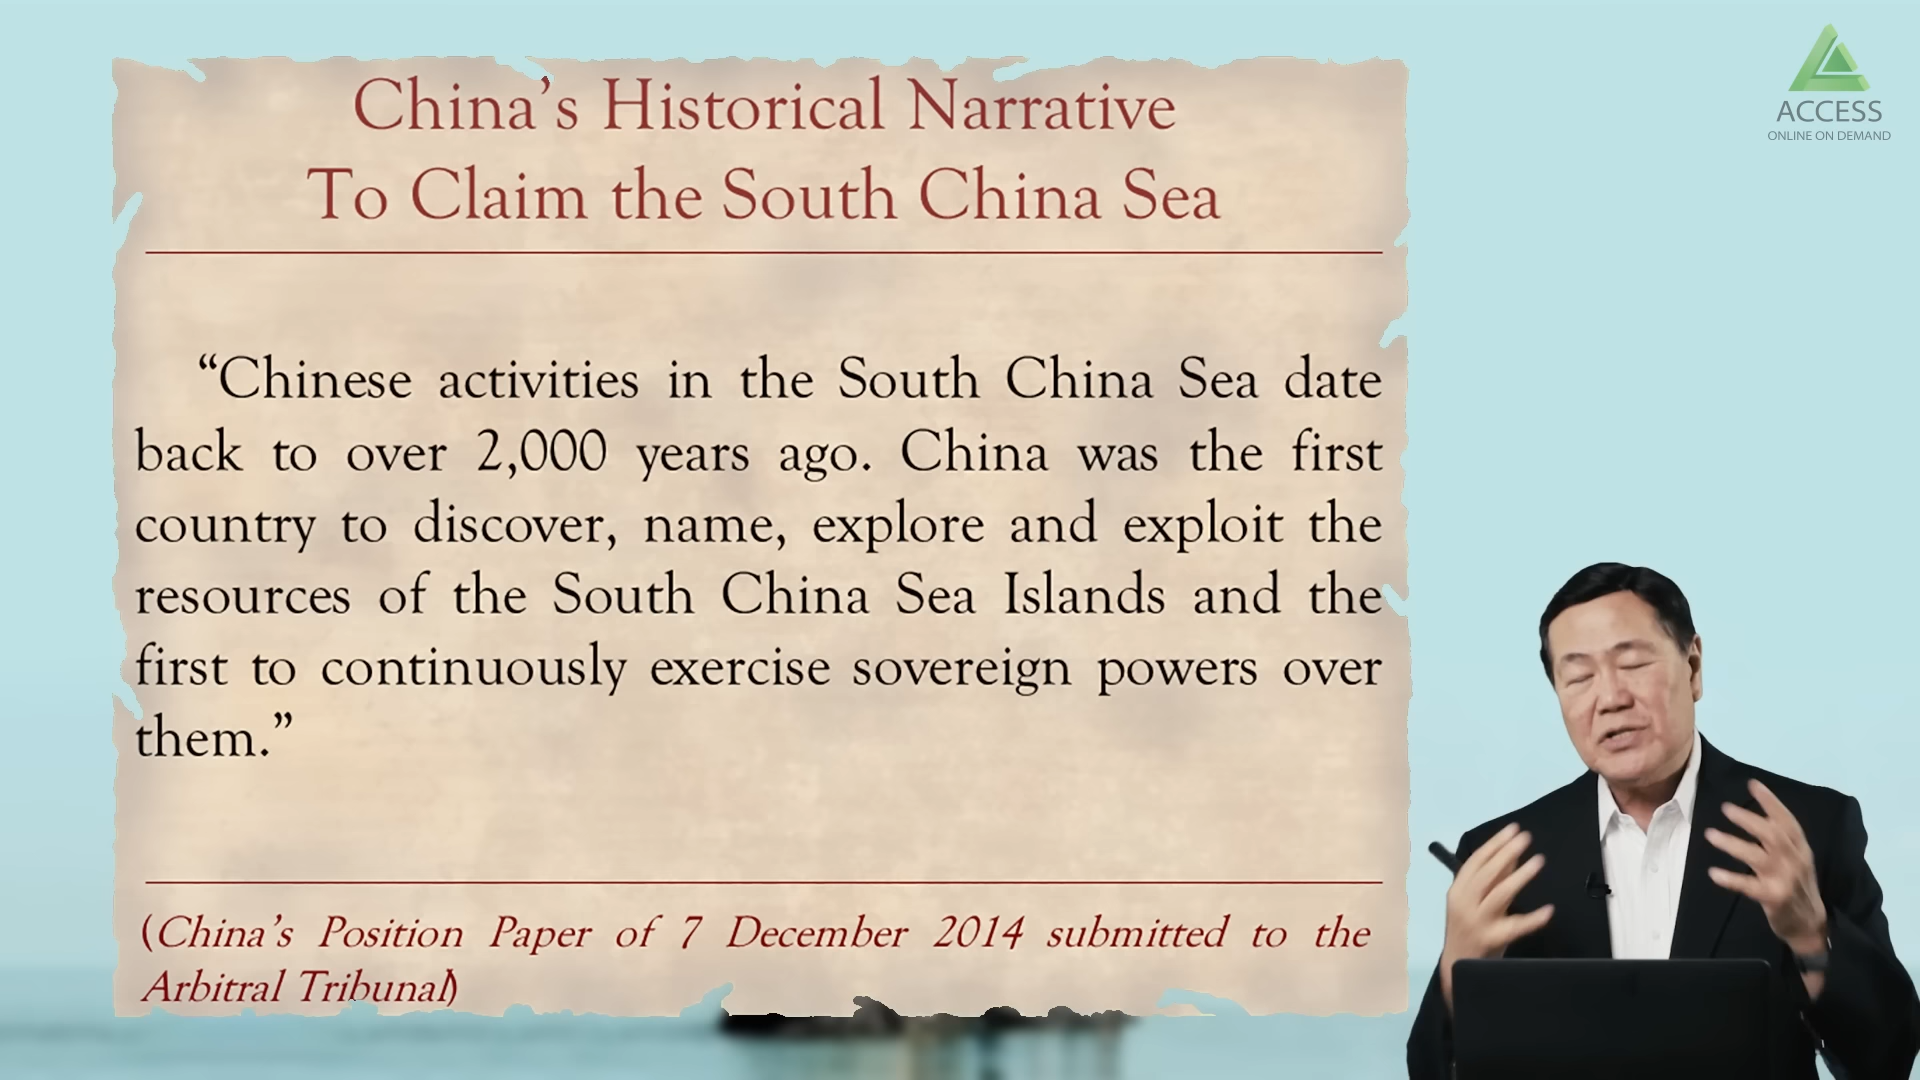 China’s Historical Narrative
To Claim the South China Sea
“Chinese activities in the South China Sea date
back to over 2,000 years ago. China was the first
country to discover, name, explore and exploit the
resources of the South China Sea Islands and the
first to continuously exercise sovereign powers over
them.”
(China’s Position Paper of 7 December 2014 submitted to the
Arbitral Tribunal)
ACCESS
ONLINE ON DEMAND